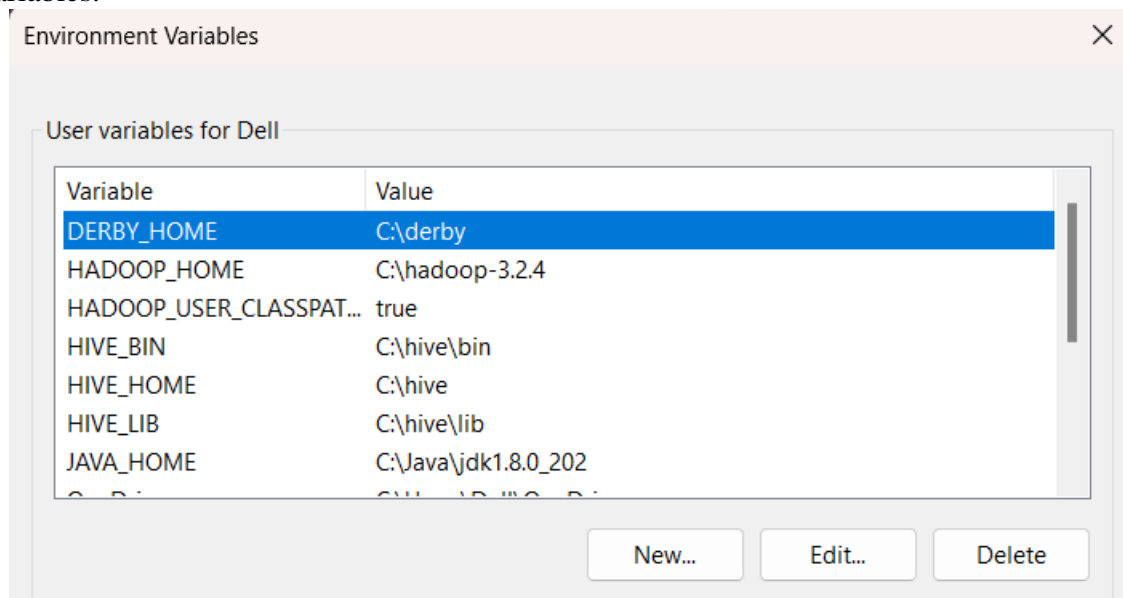 Environment Variables
User variables for Dell
Variable Value
DERBY_HOME C:\derby
HADOOP_HOME C:\hadoop-3.2.4
HADOOP_USER_CLASSPAT... true
HIVE_BIN C:\hive\bin
HIVE_HOME C:\hive
HIVE_LIB C:\hive\lib
JAVA_HOME C:\Java\jdk1.8.0_202
New... Edit... Delete